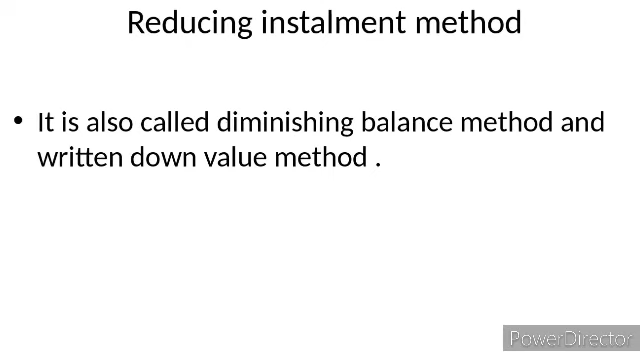 Reducing instalment method
• It is also called diminishing balance method and
written down value method .
PowerDirector